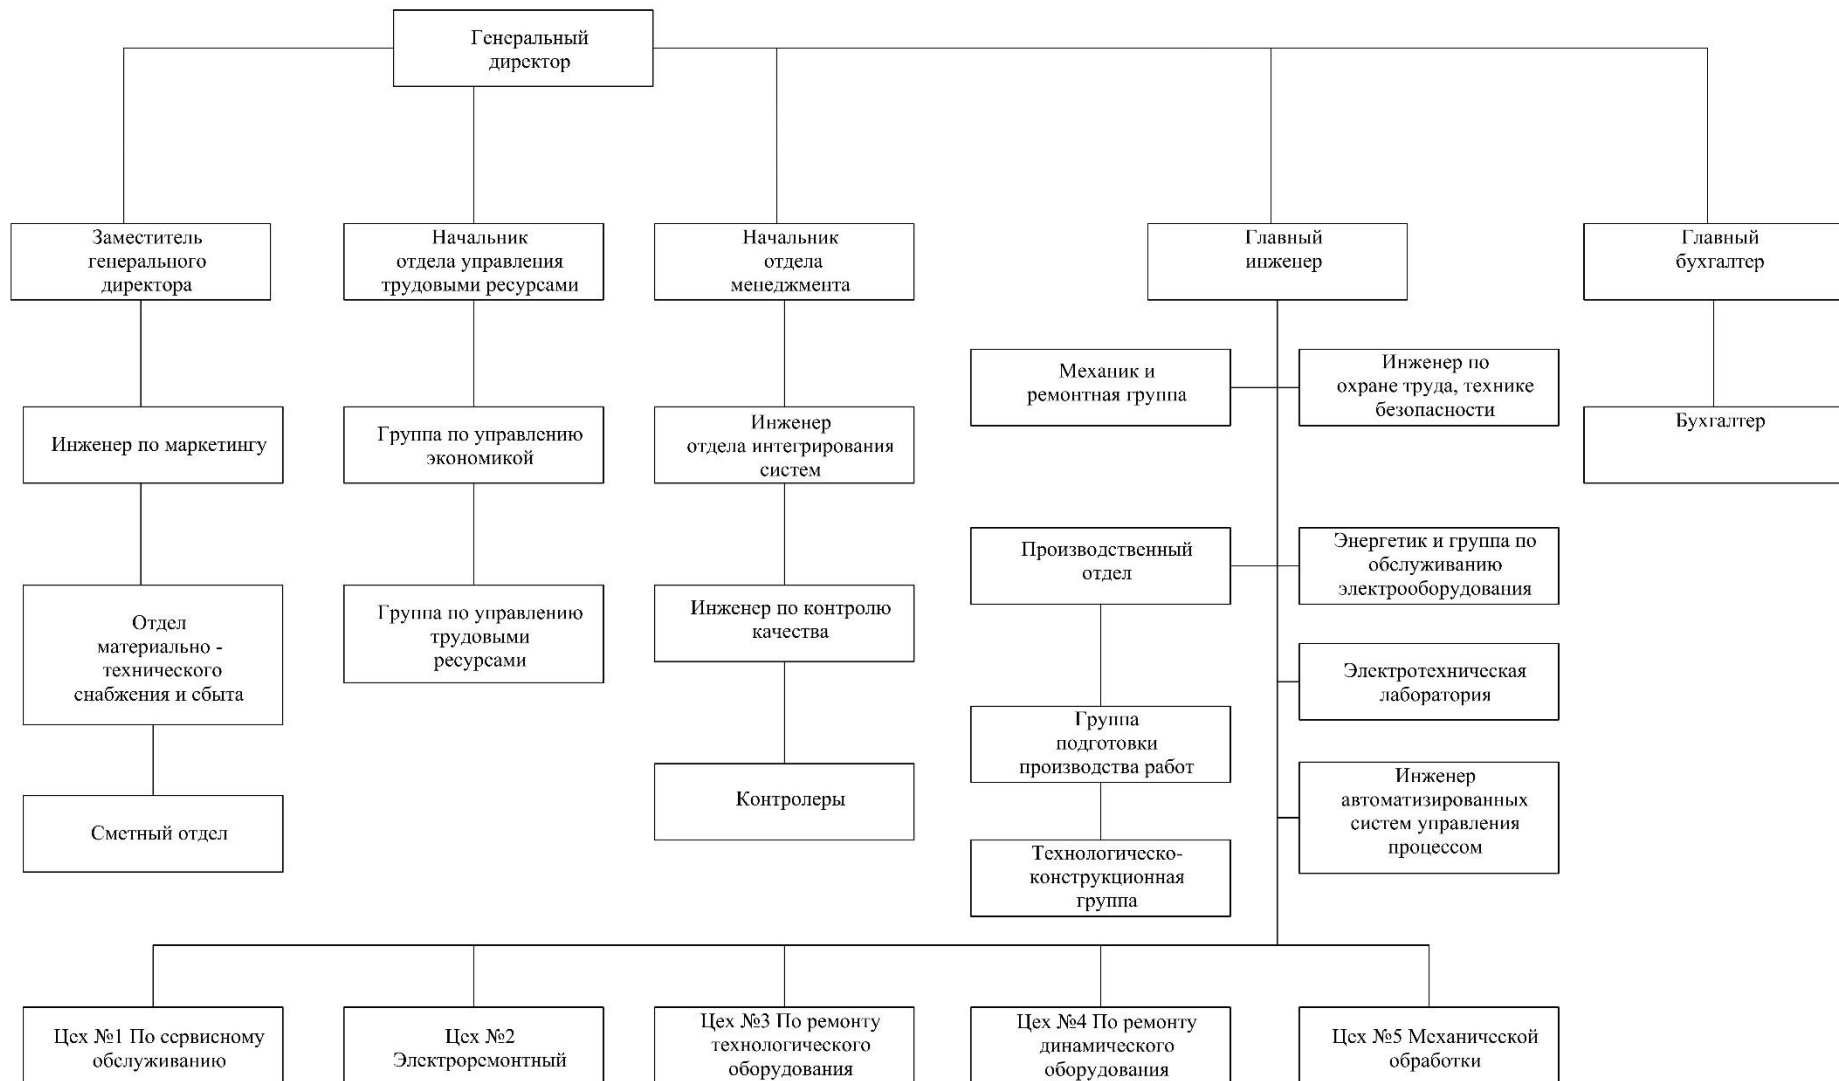 Генеральный
директор
Заместитель
генерального
директора
Начальник
отдела управления
трудовыми ресурсами
Начальник
отдела
менеджмента
Главный
инженер
Главный
бухгалтер
Механик и
ремонтная группа
Инженер по
охране труда, технике
безопасности
Инженер по маркетингу
Группа по управлению
экономикой
Инженер
отдела интегрирования
систем
Бухгалтер
Производственный
отдел
Энергетик и группа по
обслуживанию
электрооборудования
Отдел
материально -
технического
снабжения и сбыта
Группа по управлению
трудовыми
ресурсами
Инженер по контролю
качества
Электротехническая
лаборатория
Группа
подготовки
производства работ
Сметный отдел
Контролеры
Инженер
автоматизированных
систем управления
процессом
Технологическо-
конструкционная
группа
Цех №1 По сервисному
обслуживанию
Цех №2
Электроремонтный
Цех №3 По ремонту
технологического
оборудования
Цех №4 По ремонту
динамического
оборудования
Цех №5 Механической
обработки